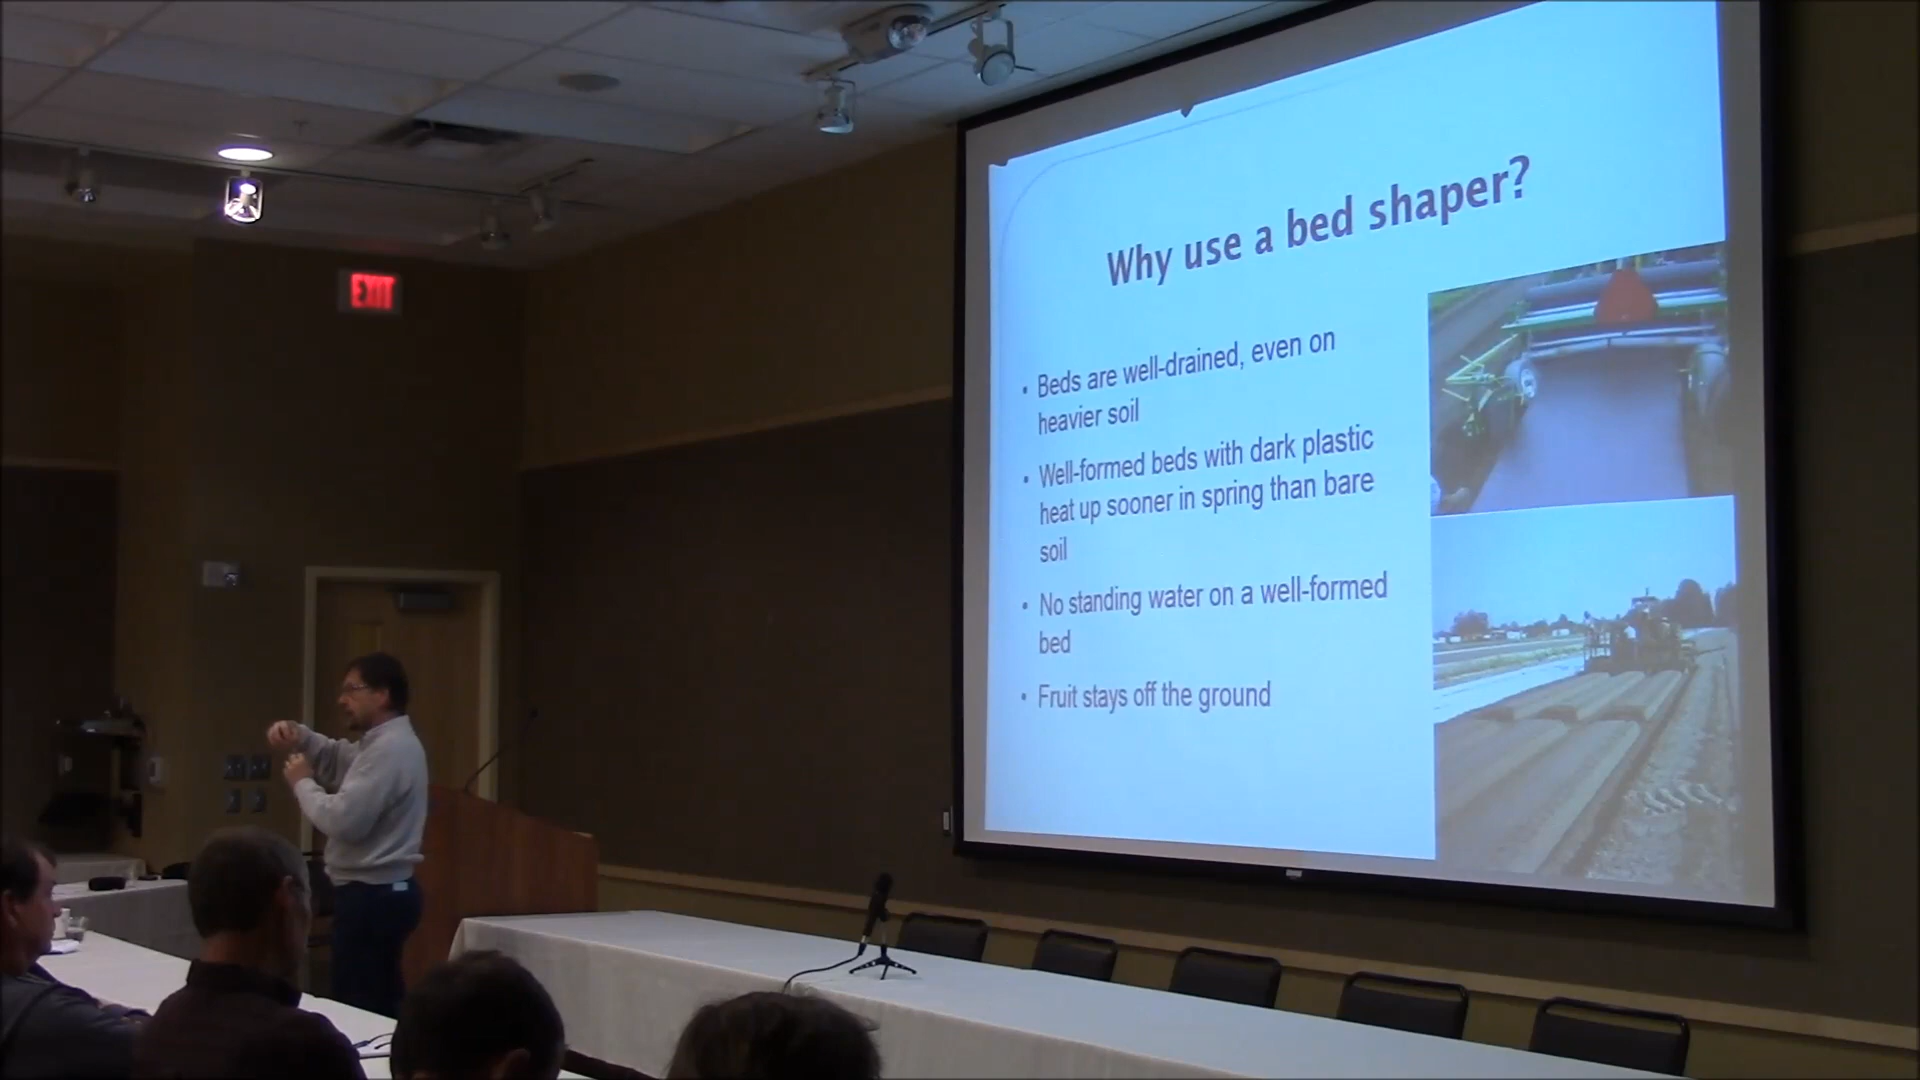 EXIT
Why use a bed shaper?
• Beds are well-drained, even on
heavier soil
• Well-formed beds with dark plastic
heat up sooner in spring than bare
soil
• No standing water on a well-formed
bed
• Fruit stays off the ground